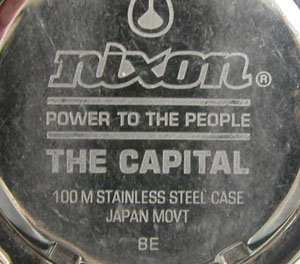 nixon®
POWER TO THE PEOPLE
THE CAPITAL
100 M STAINLESS STEEL CASE
JAPAN MOVT
BE